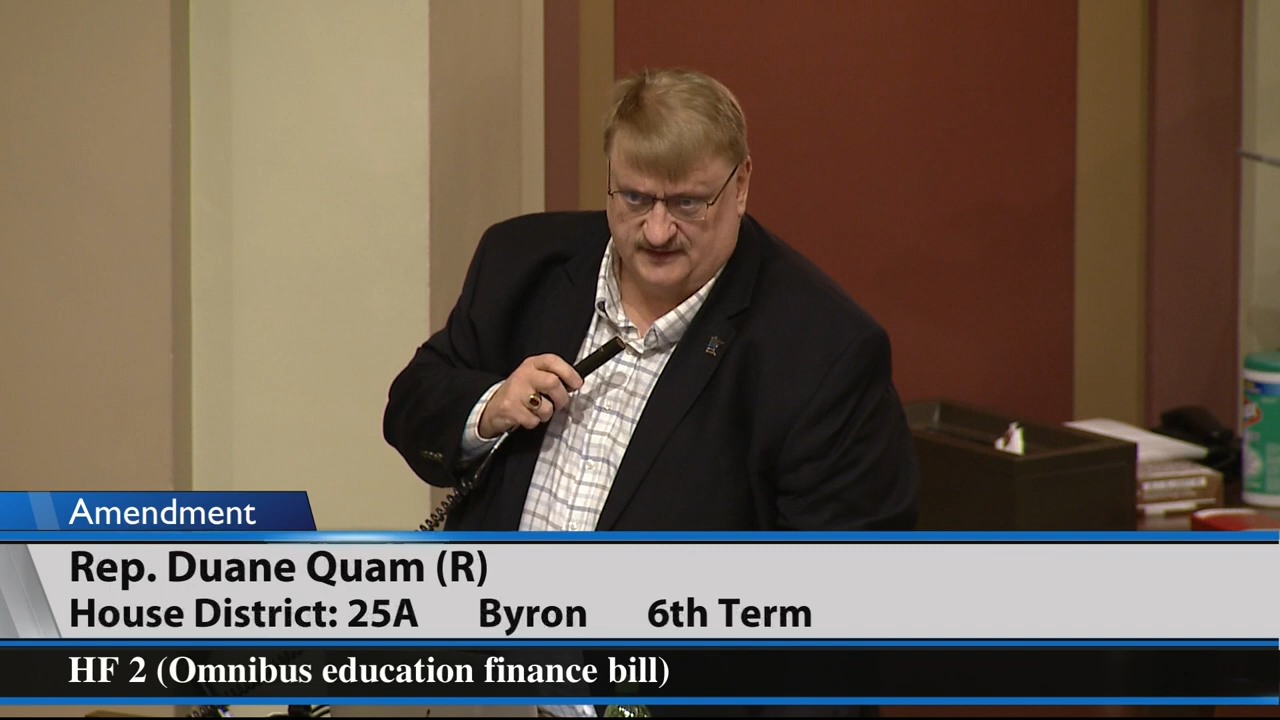 Amendment
Rep. Duane Quam (R)
House District: 25A Byron 6th Term
HF 2 (Omnibus education finance bill)